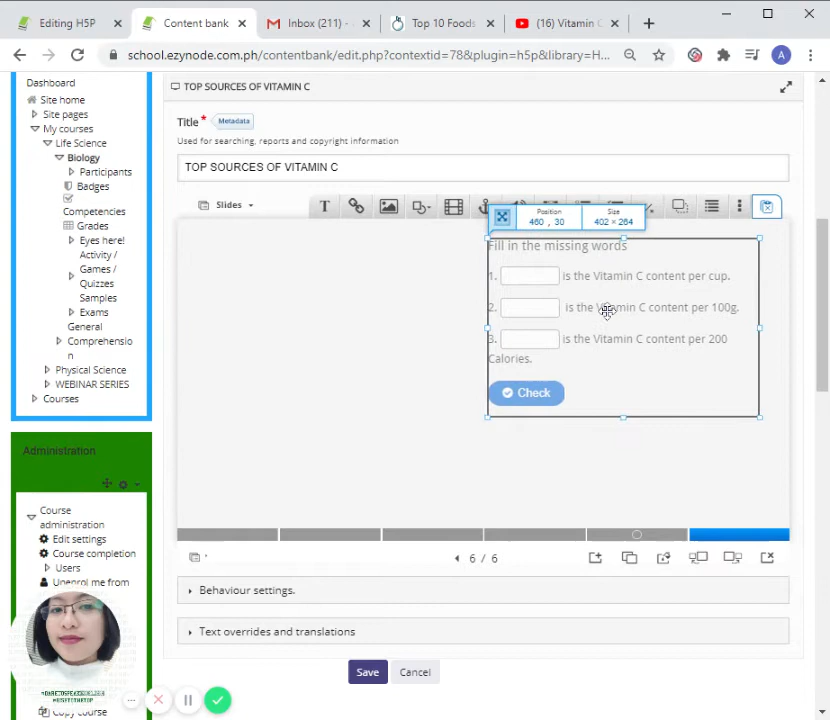 Editing H5P
Content bank
Inbox (211) -
Top 10 Foods
(16) Vitamin C
school.ezynode.com.ph/contentbank/edit.php?contextid=78&plugin=h5p&library=H...
A
Dashboard
Site home
Site pages
My courses
Life Science
Biology
Participants
Badges
Competencies
Grades
Eyes here!
Activity /
Games /
Quizzes
Samples
Exams
General
Comprehensio
n
Physical Science
WEBINAR SERIES
Courses
Administration
Course
administration
Edit settings
Course completion
Users
Unenrol me from
Copy course
TOP SOURCES OF VITAMIN C
Title * Metadata
Used for searching, reports and copyright information
TOP SOURCES OF VITAMIN C
Slides
T
Position
460 , 30
Size
402 × 264
Fill in the missing words
1. is the Vitamin C content per cup.
2. is the Vitamin C content per 100g.
3. is the Vitamin C content per 200
Calories.
Check
6 / 6
Behaviour settings.
Text overrides and translations
Save
Cancel